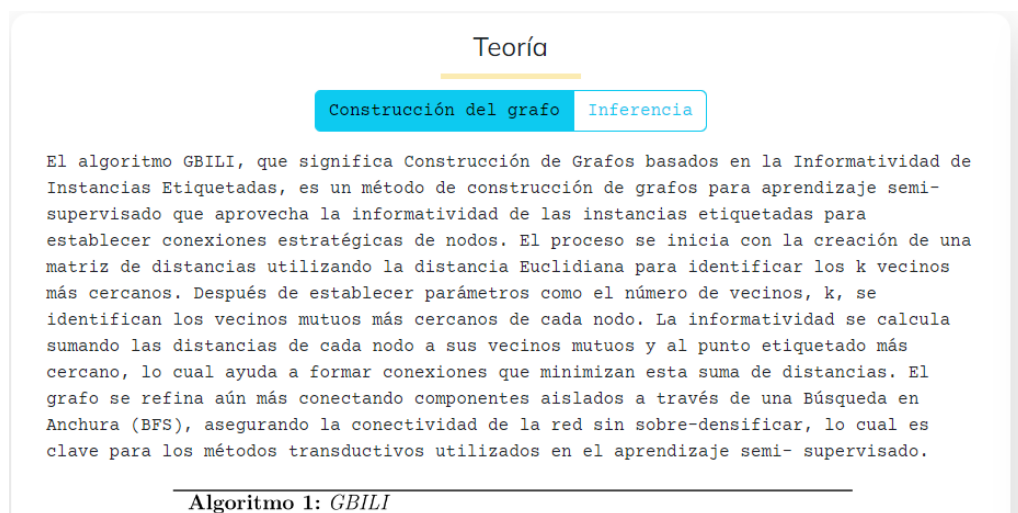 Teoría
Construcción del grafo Inferencia
El algoritmo GBILI, que significa Construcción de Grafos basados en la Informatividad de
Instancias Etiquetadas, es un método de construcción de grafos para aprendizaje semi-
supervisado que aprovecha la informatividad de las instancias etiquetadas para
establecer conexiones estratégicas de nodos. El proceso se inicia con la creación de una
matriz de distancias utilizando la distancia Euclidiana para identificar los k vecinos
más cercanos. Después de establecer parámetros como el número de vecinos, k, se
identifican los vecinos mutuos más cercanos de cada nodo. La informatividad se calcula
sumando las distancias de cada nodo a sus vecinos mutuos y al punto etiquetado más
cercano, lo cual ayuda a formar conexiones que minimizan esta suma de distancias. El
grafo se refina aún más conectando componentes aislados a través de una Búsqueda en
Anchura (BFS), asegurando la conectividad de la red sin sobre-densificar, lo cual es
clave para los métodos transductivos utilizados en el aprendizaje semi- supervisado.
Algoritmo 1: GBILI